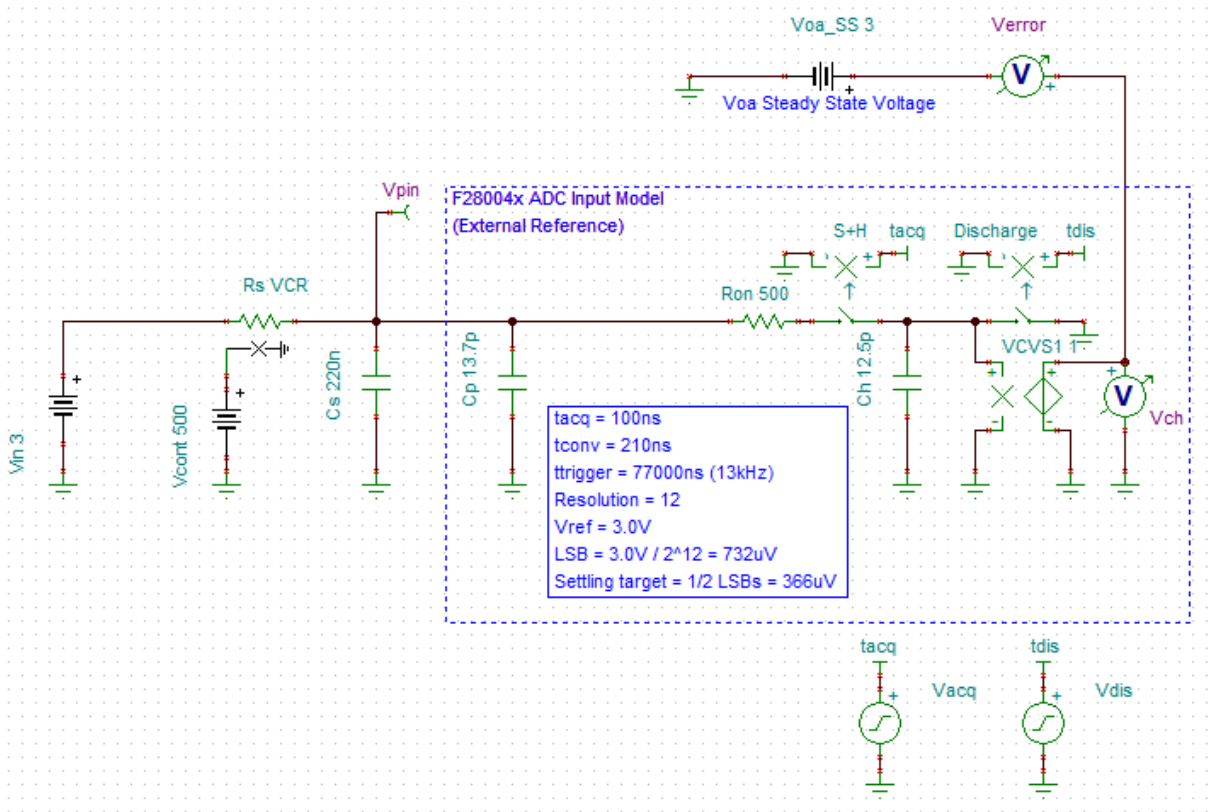 Voa_SS 3
Verror
Voa Steady State Voltage
Vpin
F28004x ADC Input Model
(External Reference)
S+H
tacq
Discharge
tdis
Rs VCR
Ron 500
VCVS1 1
Vin 3
Vcont 500
Cs 220n
Cp 13.7p
Ch 12.5p
V
V
Vch
tacq = 100ns
tconv = 210ns
ttrigger = 77000ns (13kHz)
Resolution = 12
Vref = 3.0V
LSB = 3.0V / 2^12 = 732uV
Settling target = 1/2 LSBs = 366uV
tacq
Vacq
tdis
Vdis